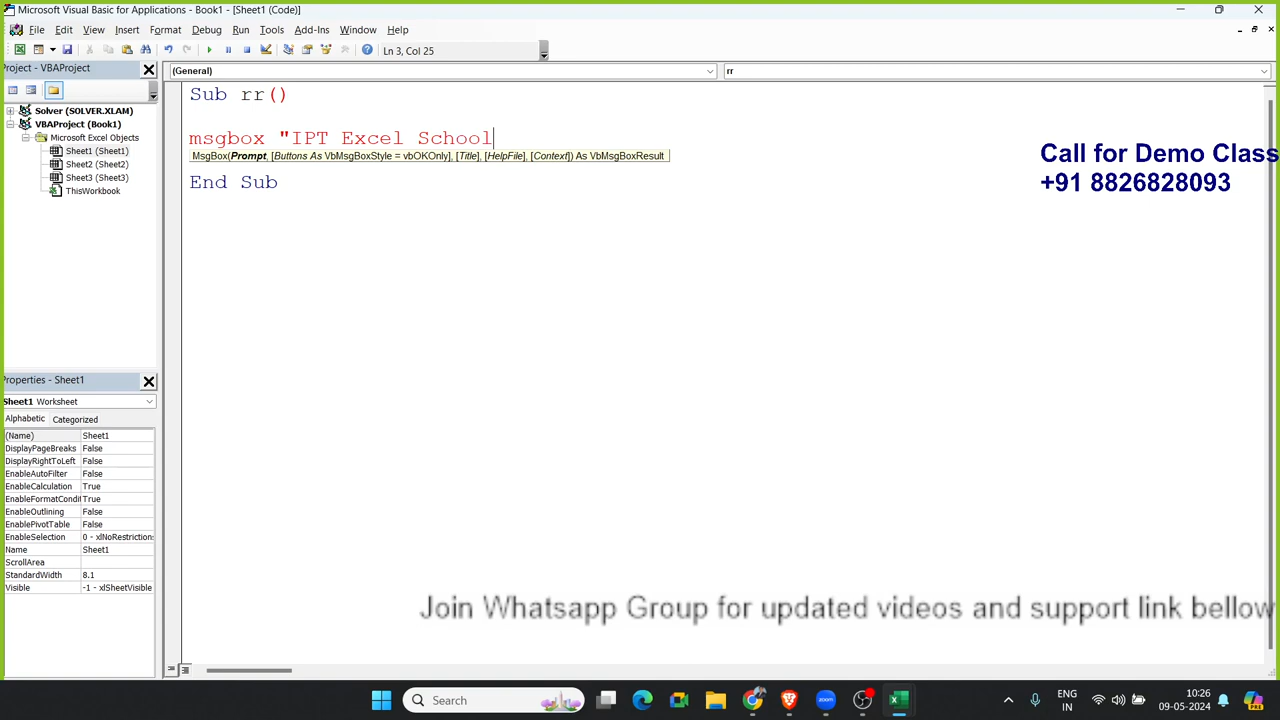 Microsoft Visual Basic for Applications - Book1 - [Sheet1 (Code)]
File Edit View Insert Format Debug Run Tools Add-Ins Window Help
Ln 3, Col 25
Project - VBAProject
(General)
rr
Solver (SOLVER.XLAM)
VBAProject (Book1)
Microsoft Excel Objects
Sheet1 (Sheet1)
Sheet2 (Sheet2)
Sheet3 (Sheet3)
ThisWorkbook
Sub rr()
msgbox "IPT Excel School
MsgBox(Prompt, [Buttons As VbMsgBoxStyle = vbOKOnly], [Title], [HelpFile], [Context]) As VbMsgBoxResult
End Sub
Call for Demo Class
+91 8826828093
Properties - Sheet1
Sheet1 Worksheet
Alphabetic Categorized
(Name) Sheet1
DisplayPageBreaks False
DisplayRightToLeft False
EnableAutoFilter False
EnableCalculation True
EnableFormatCondit True
EnableOutlining False
EnablePivotTable False
EnableSelection 0 - xlNoRestrictions
Name Sheet1
ScrollArea
StandardWidth 8.1
Visible -1 - xlSheetVisible
Join Whatsapp Group for updated videos and support link bellow
Search
ENG
IN
10:26
09-05-2024